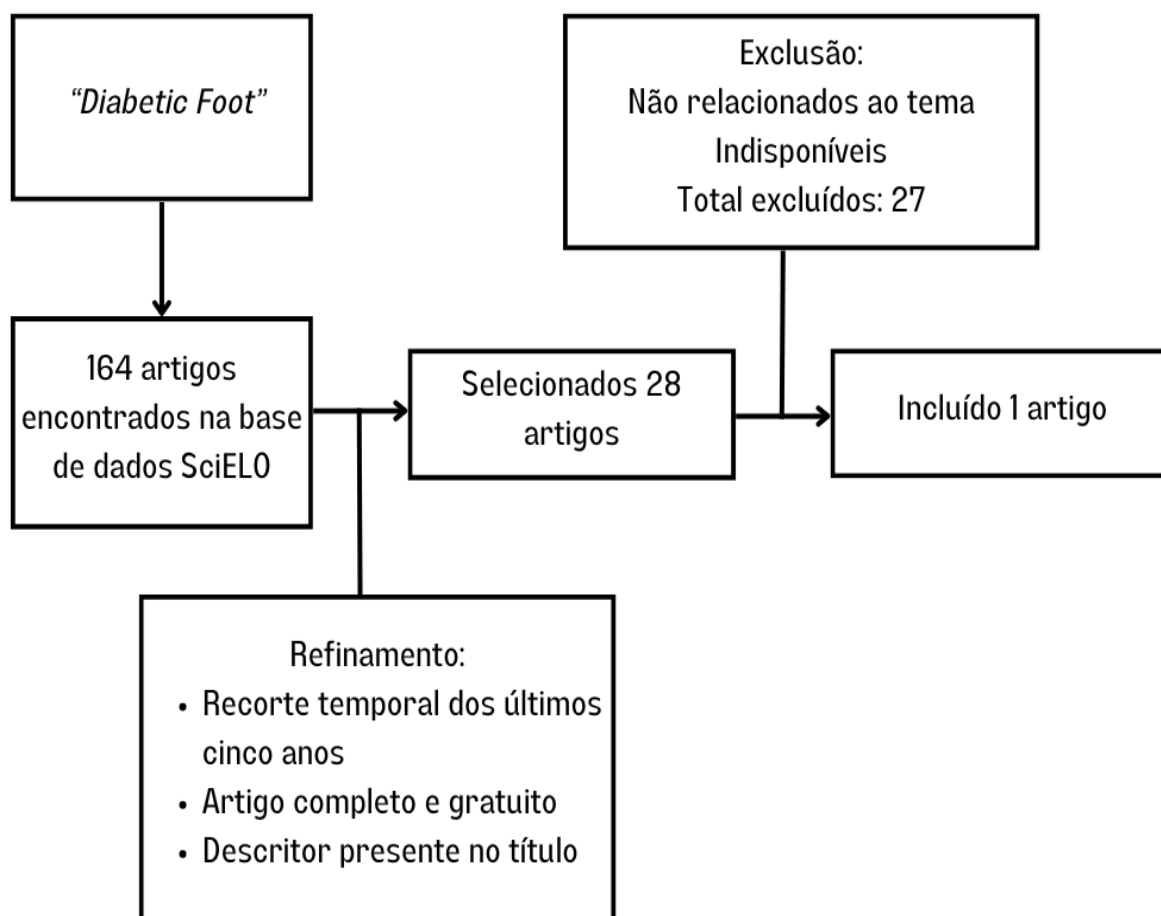 “Diabetic Foot”
Exclusão:
Não relacionados ao tema
Indisponíveis
Total excluídos: 27
164 artigos
encontrados na base
de dados SciELO
Selecionados 28
artigos
Incluído 1 artigo
Refinamento:
• Recorte temporal dos últimos
cinco anos
• Artigo completo e gratuito
• Descritor presente no título